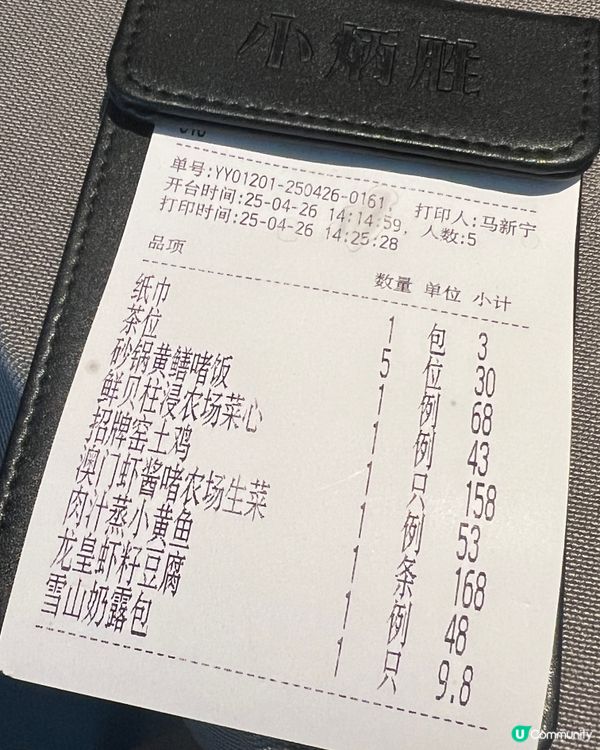 小炳胜
单号:YY01201-250426-0161, 打印人:马新宁
开台时间:25-04-26 14:14:59, 人数:5
打印时间:25-04-26 14:25:28
品项 数量 单位 小计
纸巾 1 包 3
茶位 5 位 30
砂锅黄鳝啫饭 1 例 68
鲜贝柱浸农场菜心 1 例 43
招牌窑土鸡 1 只 158
澳门虾酱啫农场生菜 1 例 53
肉汁蒸小黄鱼 1 条 168
龙皇虾籽豆腐 1 例 48
雪山奶露包 1 只 9.8
U Community